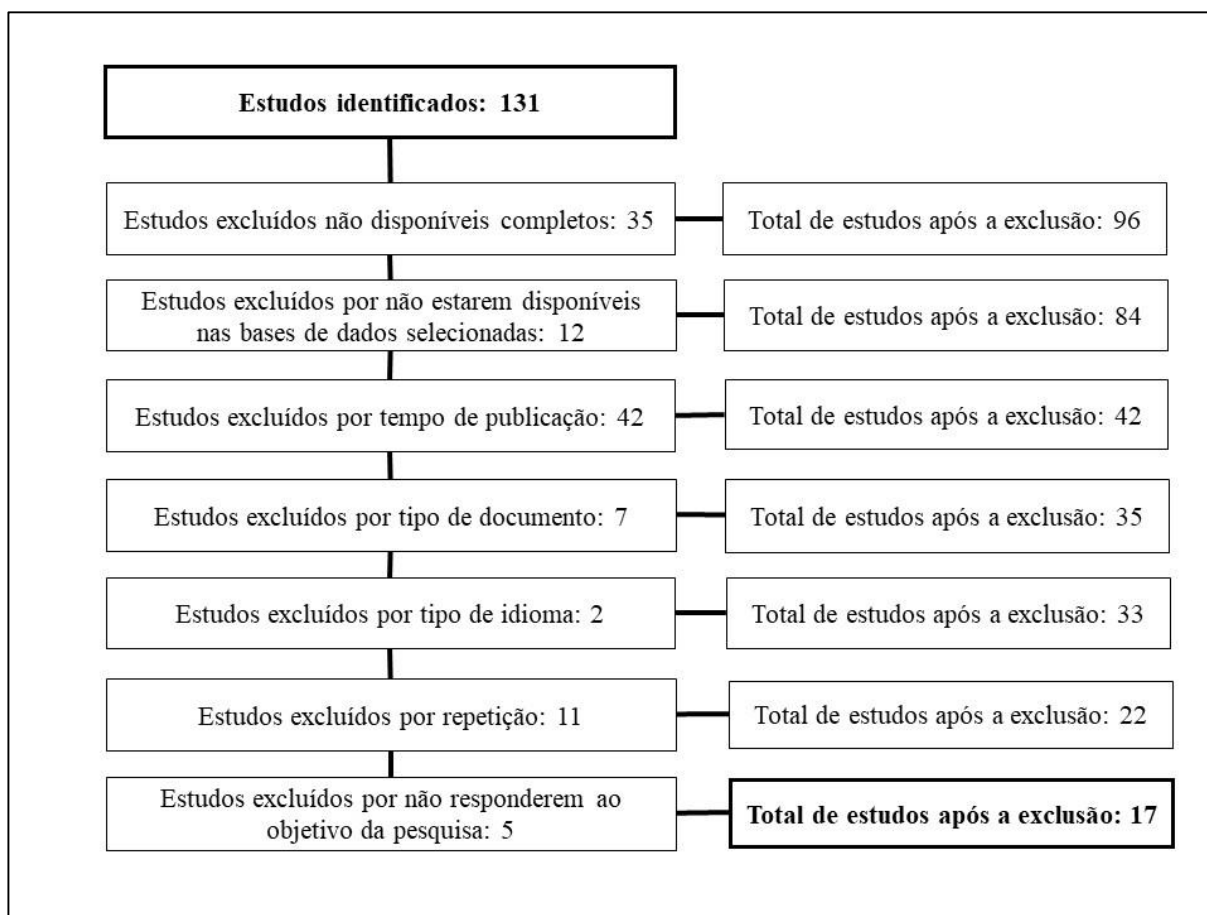 Estudos identificados: 131
Estudos excluídos não disponíveis completos: 35
Total de estudos após a exclusão: 96
Estudos excluídos por não estarem disponíveis
nas bases de dados selecionadas: 12
Total de estudos após a exclusão: 84
Estudos excluídos por tempo de publicação: 42
Total de estudos após a exclusão: 42
Estudos excluídos por tipo de documento: 7
Total de estudos após a exclusão: 35
Estudos excluídos por tipo de idioma: 2
Total de estudos após a exclusão: 33
Estudos excluídos por repetição: 11
Total de estudos após a exclusão: 22
Estudos excluídos por não responderem ao
objetivo da pesquisa: 5
Total de estudos após a exclusão: 17